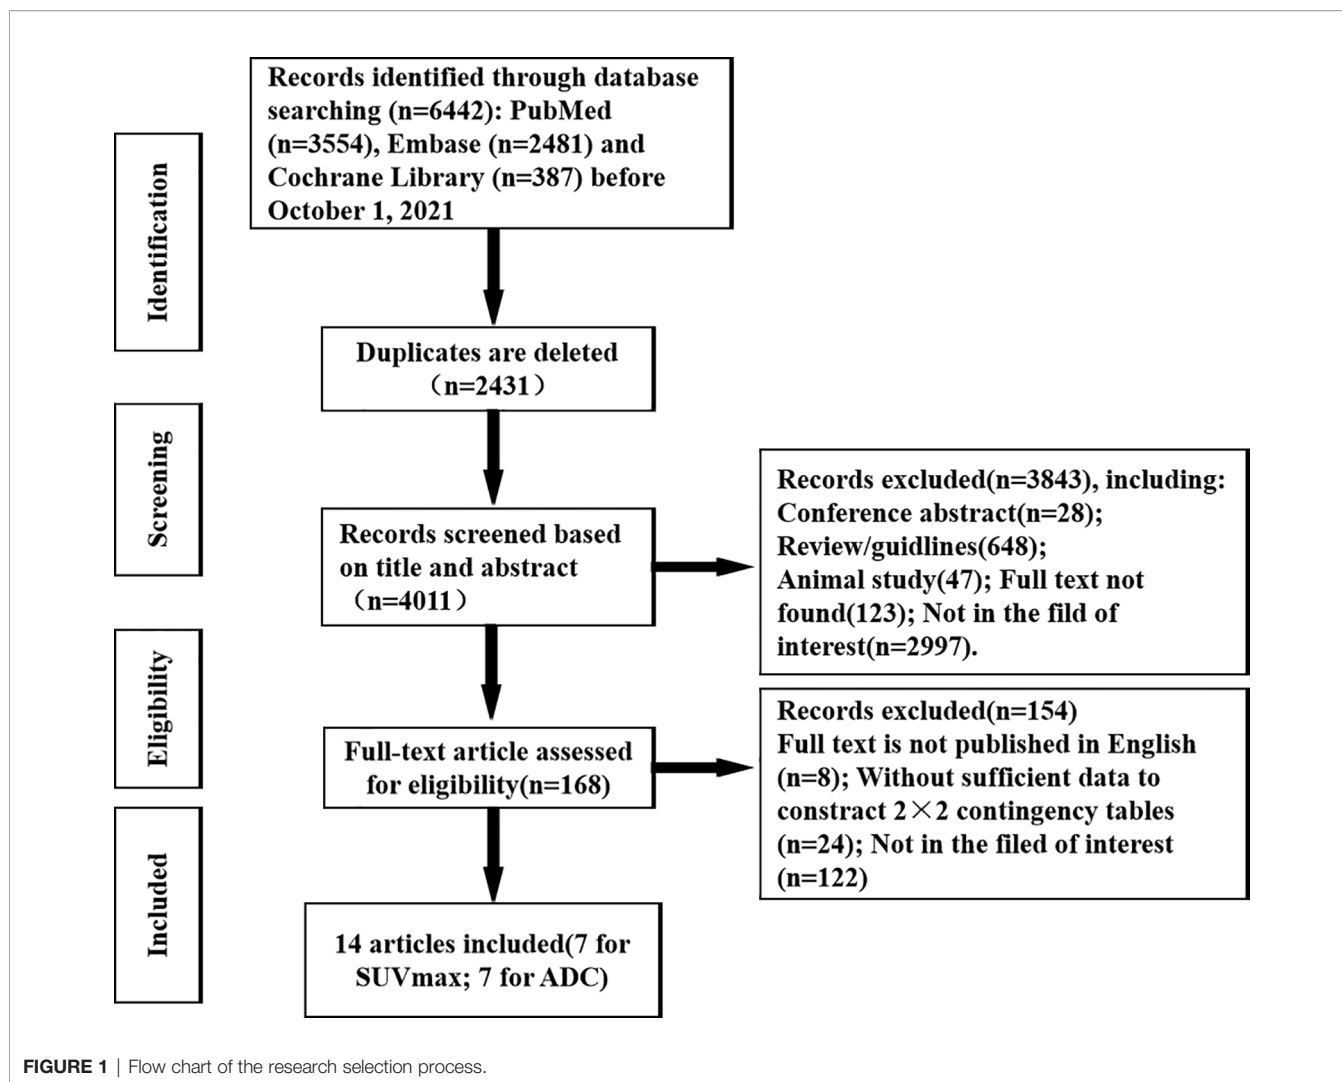 Records identified through database
searching (n=6442): PubMed
(n=3554), Embase (n=2481) and
Cochrane Library (n=387) before
October 1, 2021
Identification
Duplicates are deleted
（n=2431）
Screening
Records screened based
on title and abstract
（n=4011）
Records excluded(n=3843), including:
Conference abstract(n=28);
Review/guidlines(648);
Animal study(47); Full text not
found(123); Not in the fild of
interest(n=2997).
Eligibility
Full-text article assessed
for eligibility(n=168)
Records excluded(n=154)
Full text is not published in English
(n=8); Without sufficient data to
constract 2×2 contingency tables
(n=24); Not in the filed of interest
(n=122)
Included
14 articles included(7 for
SUVmax; 7 for ADC)
FIGURE 1 | Flow chart of the research selection process.